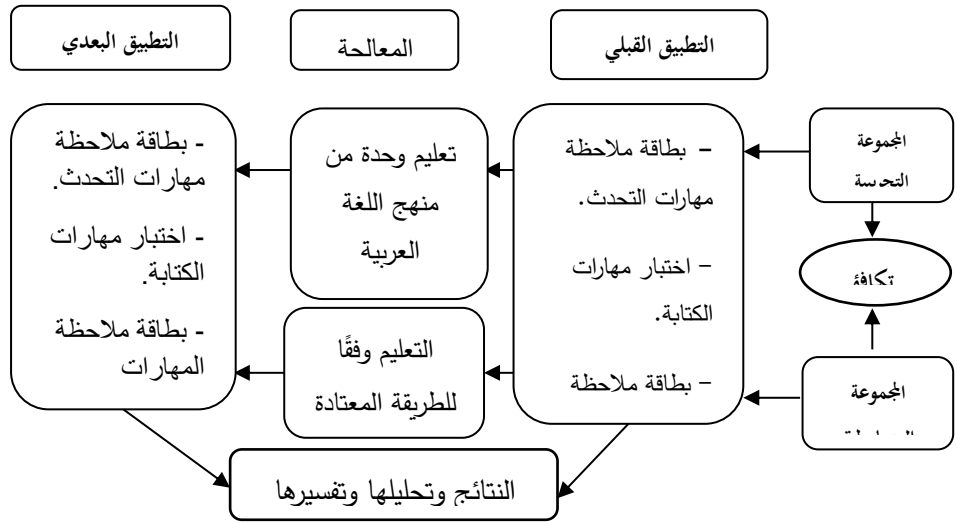 التطبيق القبلي
المعالجة
التطبيق البعدي
المجموعة
تكافؤ
المجموعة
- بطاقة ملاحظة
مهارات التحدث.
- اختبار مهارات
الكتابة.
- بطاقة ملاحظة
تعليم وحدة من
منهج اللغة
العربية
التعليم وفقًا
للطريقة المعتادة
- بطاقة ملاحظة
مهارات التحدث.
- اختبار مهارات
الكتابة.
- بطاقة ملاحظة
المهارات
النتائج وتحليلها وتفسيرها